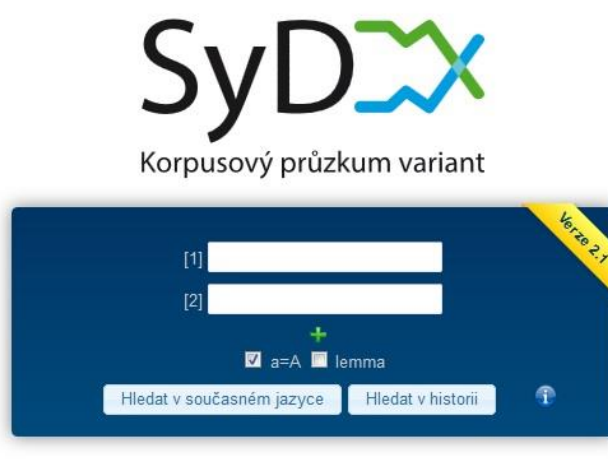 SyD
Korpusový průzkum variant
Verze 2.1
[1]
[2]
a=A lemma
Hledat v současném jazyce Hledat v historii